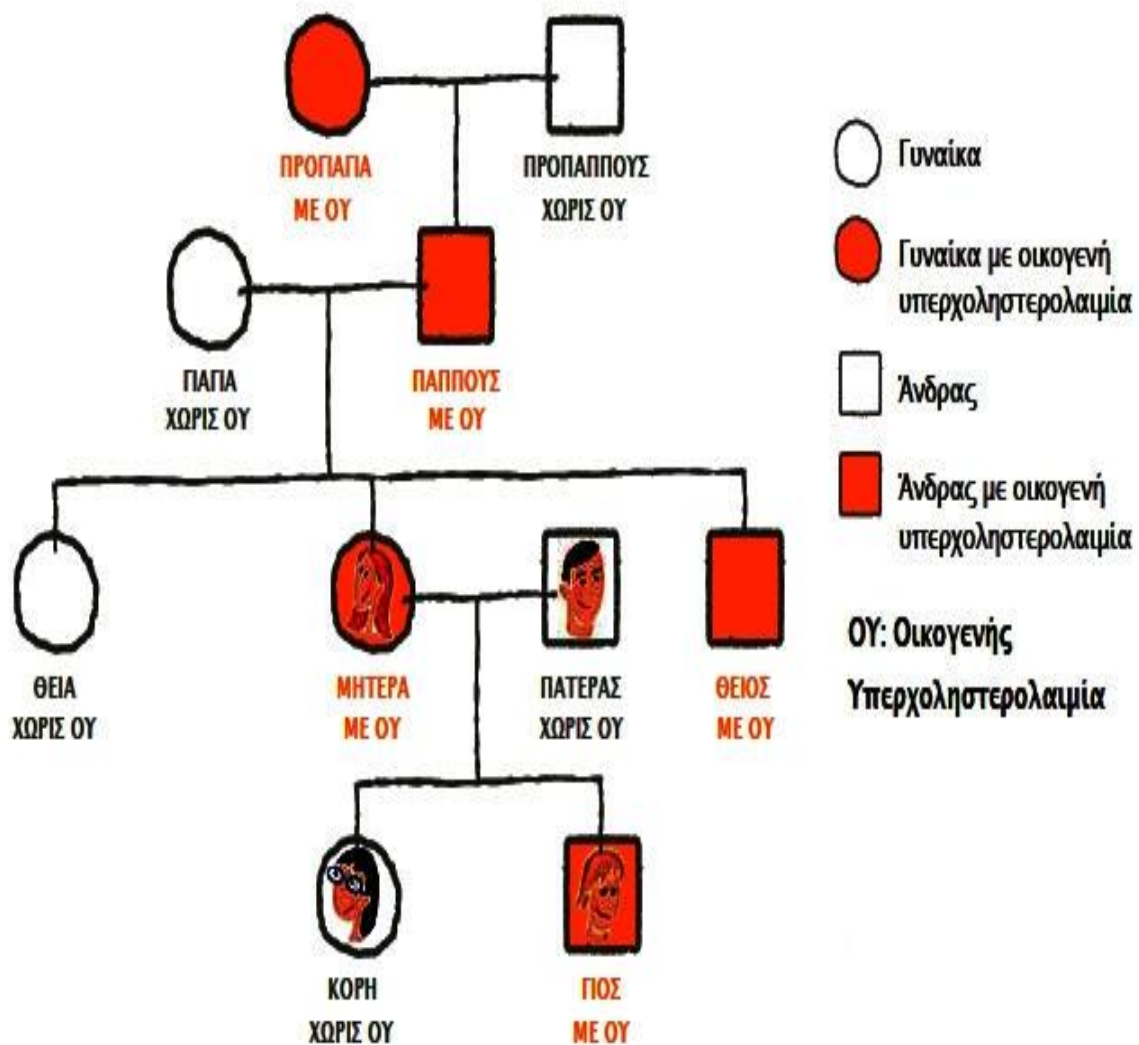 ΠΡΟΓΙΑΓΙΑ
ΜΕ ΟΥ
ΠΡΟΠΑΠΠΟΥΣ
ΧΩΡΙΣ ΟΥ
ΓΙΑΓΙΑ
ΧΩΡΙΣ ΟΥ
ΠΑΠΠΟΥΣ
ΜΕ ΟΥ
ΘΕΙΑ
ΧΩΡΙΣ ΟΥ
ΜΗΤΕΡΑ
ΜΕ ΟΥ
ΠΑΤΕΡΑΣ
ΧΩΡΙΣ ΟΥ
ΘΕΙΟΣ
ΜΕ ΟΥ
ΚΟΡΗ
ΧΩΡΙΣ ΟΥ
ΓΙΟΣ
ΜΕ ΟΥ
Γυναίκα
Γυναίκα με οικογενή
υπερχοληστερολαιμία
Άνδρας
Άνδρας με οικογενή
υπερχοληστερολαιμία
ΟΥ: Οικογενής
Υπερχοληστερολαιμία